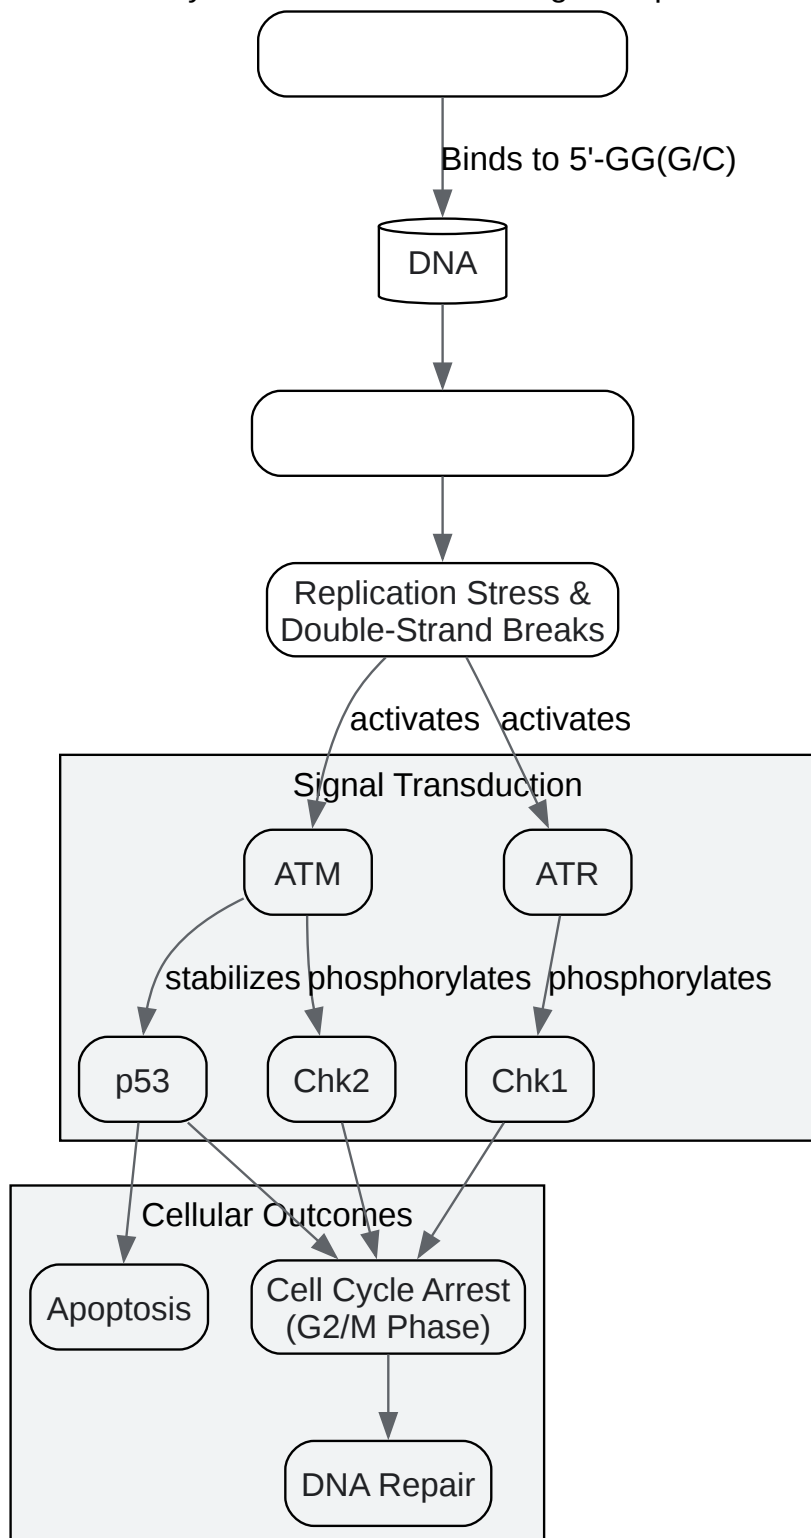 Binds to 5'-GG(G/C)
DNA
Replication Stress &
Double-Strand Breaks
activates activates
Signal Transduction
ATM ATR
stabilizes phosphorylates phosphorylates
p53 Chk2 Chk1
Cellular Outcomes
Apoptosis
Cell Cycle Arrest
(G2/M Phase)
DNA Repair